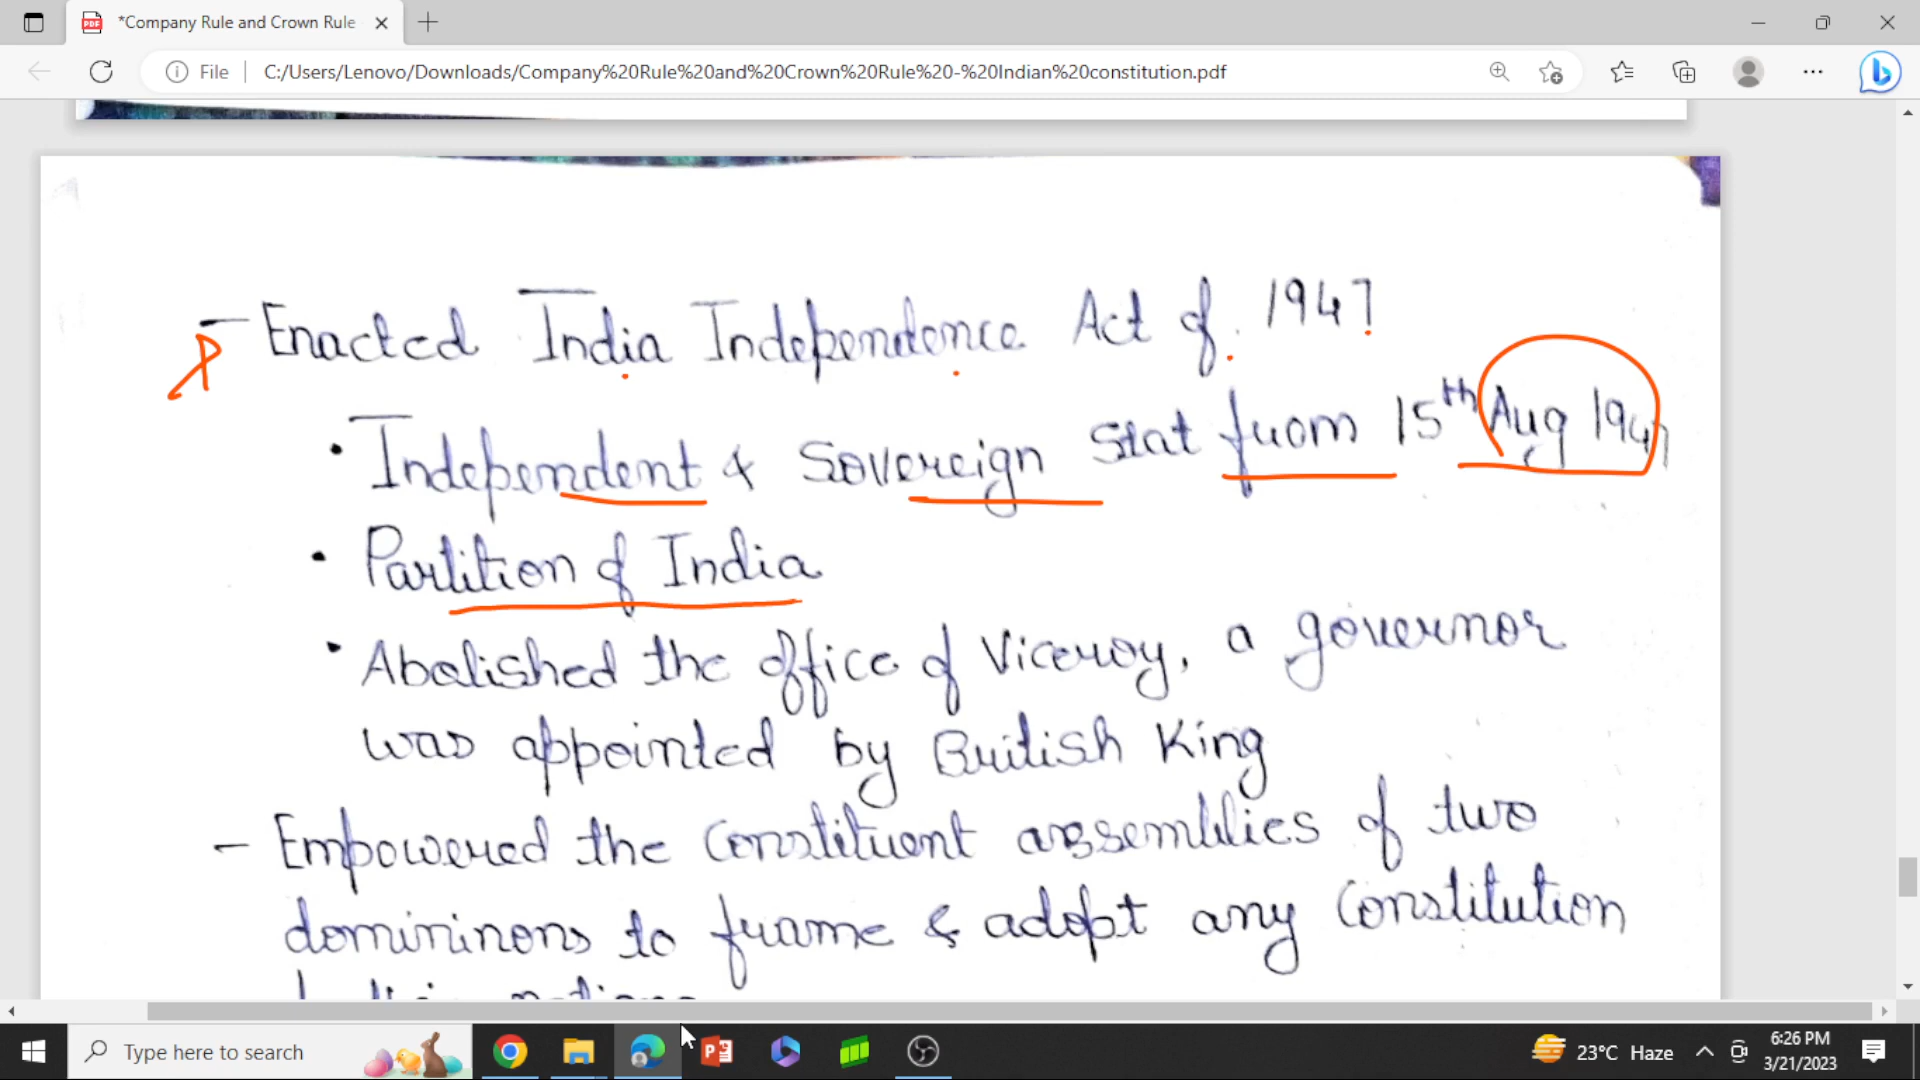 *Company Rule and Crown Rule
File
C:/Users/Lenovo/Downloads/Company%20Rule%20and%20Crown%20Rule%20-%20Indian%20constitution.pdf
- Enacted India Independence Act of 1947
• Independent & Sovereign Stat from 15th Aug 1947
• Partition of India
• Abolished the office of Viceroy, a governor
was appointed by British King
- Empowered the Constituent assemblies of two
domininons to frame & adopt any Constitution
Type here to search
23°C Haze
6:26 PM
3/21/2023